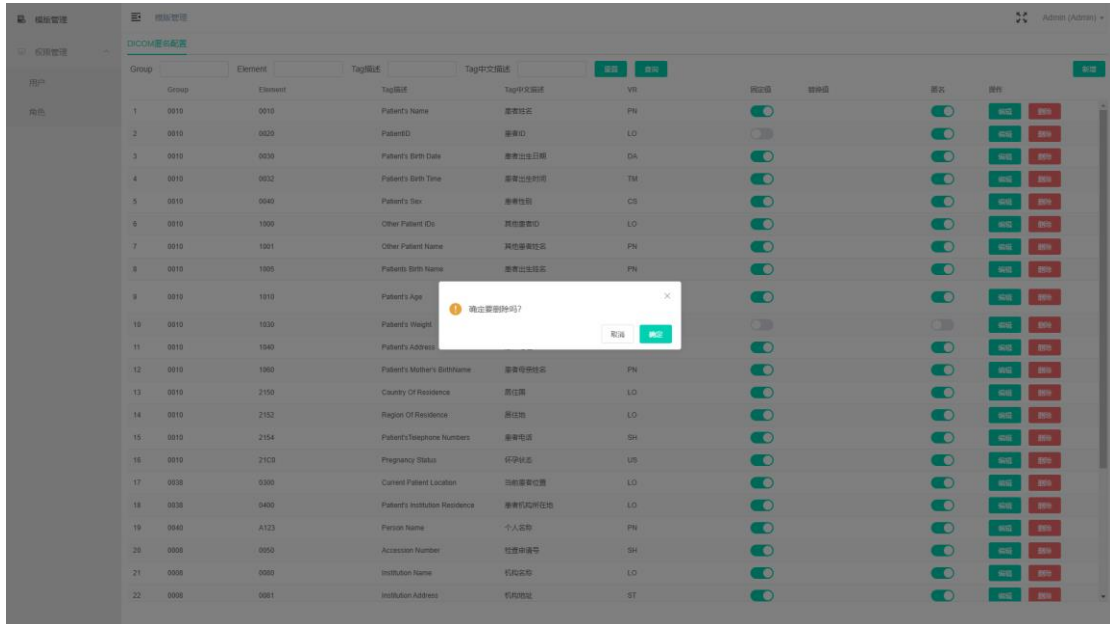 模板管理
模版管理
Admin (Admin)
权限管理
用户
角色
DICOM匿名配置
Group Element Tag描述 Tag中文描述 重置 查询 新增
Group Element Tag描述 Tag中文描述 VR 固定值 替换值 匿名 操作
1 0010 0010 Patient's Name 患者姓名 PN 编辑 删除
2 0010 0020 PatientID 患者ID LO 编辑 删除
3 0010 0030 Patient's Birth Date 患者出生日期 DA 编辑 删除
4 0010 0032 Patient's Birth Time 患者出生时间 TM 编辑 删除
5 0010 0040 Patient's Sex 患者性别 CS 编辑 删除
6 0010 1000 Other Patient IDs 其他患者ID LO 编辑 删除
7 0010 1001 Other Patient Name 其他患者姓名 PN 编辑 删除
8 0010 1005 Patients Birth Name 患者出生姓名 PN 编辑 删除
9 0010 1010 Patient's Age 编辑 删除
确定要删除吗?
取消 确定
10 0010 1030 Patient's Weight 编辑 删除
11 0010 1040 Patient's Address 编辑 删除
12 0010 1060 Patient's Mother's BirthName 患者母亲姓名 PN 编辑 删除
13 0010 2150 Country Of Residence 居住国 LO 编辑 删除
14 0010 2152 Region Of Residence 居住地 LO 编辑 删除
15 0010 2154 Patient'sTelephone Numbers 患者电话 SH 编辑 删除
16 0010 21C0 Pregnancy Status 怀孕状态 US 编辑 删除
17 0038 0300 Current Patient Location 当前患者位置 LO 编辑 删除
18 0038 0400 Patient's Institution Residence 患者机构所在地 LO 编辑 删除
19 0040 A123 Person Name 个人名称 PN 编辑 删除
20 0008 0050 Accession Number 检查申请号 SH 编辑 删除
21 0008 0080 Institution Name 机构名称 LO 编辑 删除
22 0008 0081 Institution Address 机构地址 ST 编辑 删除